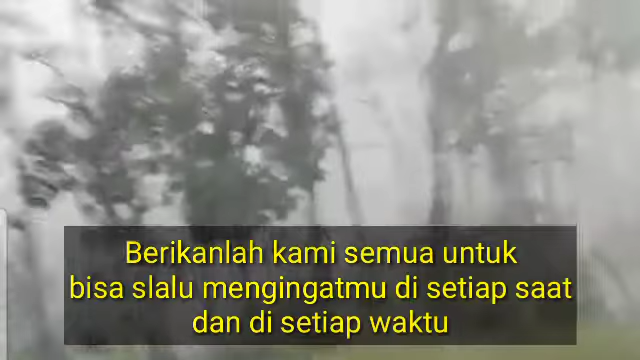 Berikanlah kami semua untuk
bisa slalu mengingatmu di setiap saat
dan di setiap waktu